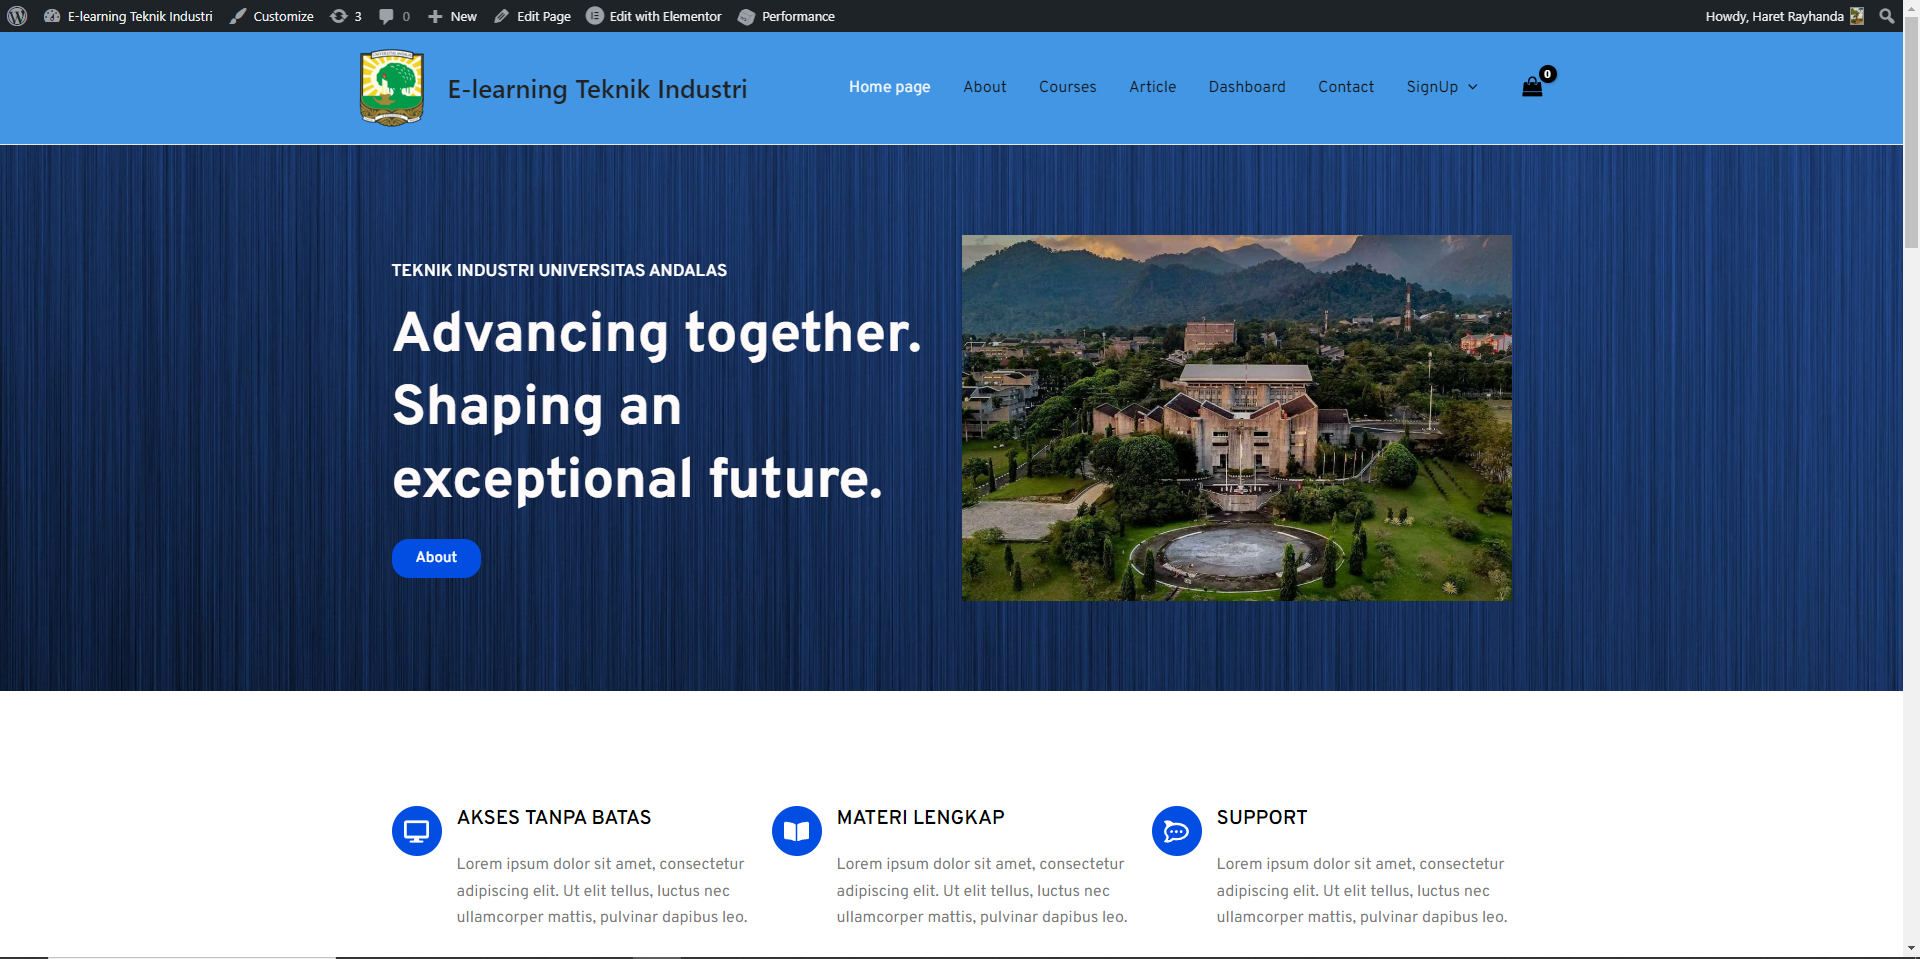 E-learning Teknik Industri Customize 3 0 New Edit Page Edit with Elementor Performance Howdy, Haret Rayhanda
E-learning Teknik Industri Home page About Courses Article Dashboard Contact SignUp 0
TEKNIK INDUSTRI UNIVERSITAS ANDALAS
Advancing together.
Shaping an
exceptional future.
About
AKSES TANPA BATAS
Lorem ipsum dolor sit amet, consectetur
adipiscing elit. Ut elit tellus, luctus nec
ullamcorper mattis, pulvinar dapibus leo.
MATERI LENGKAP
Lorem ipsum dolor sit amet, consectetur
adipiscing elit. Ut elit tellus, luctus nec
ullamcorper mattis, pulvinar dapibus leo.
SUPPORT
Lorem ipsum dolor sit amet, consectetur
adipiscing elit. Ut elit tellus, luctus nec
ullamcorper mattis, pulvinar dapibus leo.